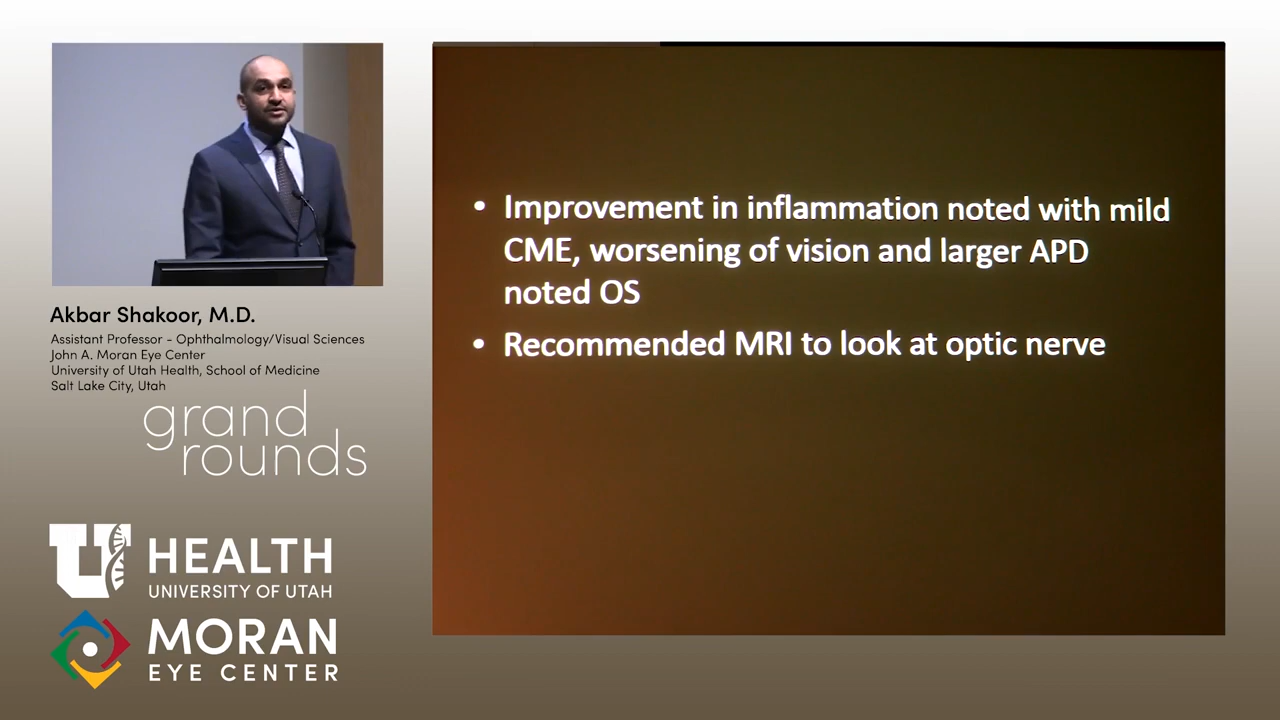 Akbar Shakoor, M.D.
Assistant Professor - Ophthalmology/Visual Sciences
John A. Moran Eye Center
University of Utah Health, School of Medicine
Salt Lake City, Utah
grand
rounds
U HEALTH
UNIVERSITY OF UTAH
MORAN
EYE CENTER
• Improvement in inflammation noted with mild
CME, worsening of vision and larger APD
noted OS
• Recommended MRI to look at optic nerve